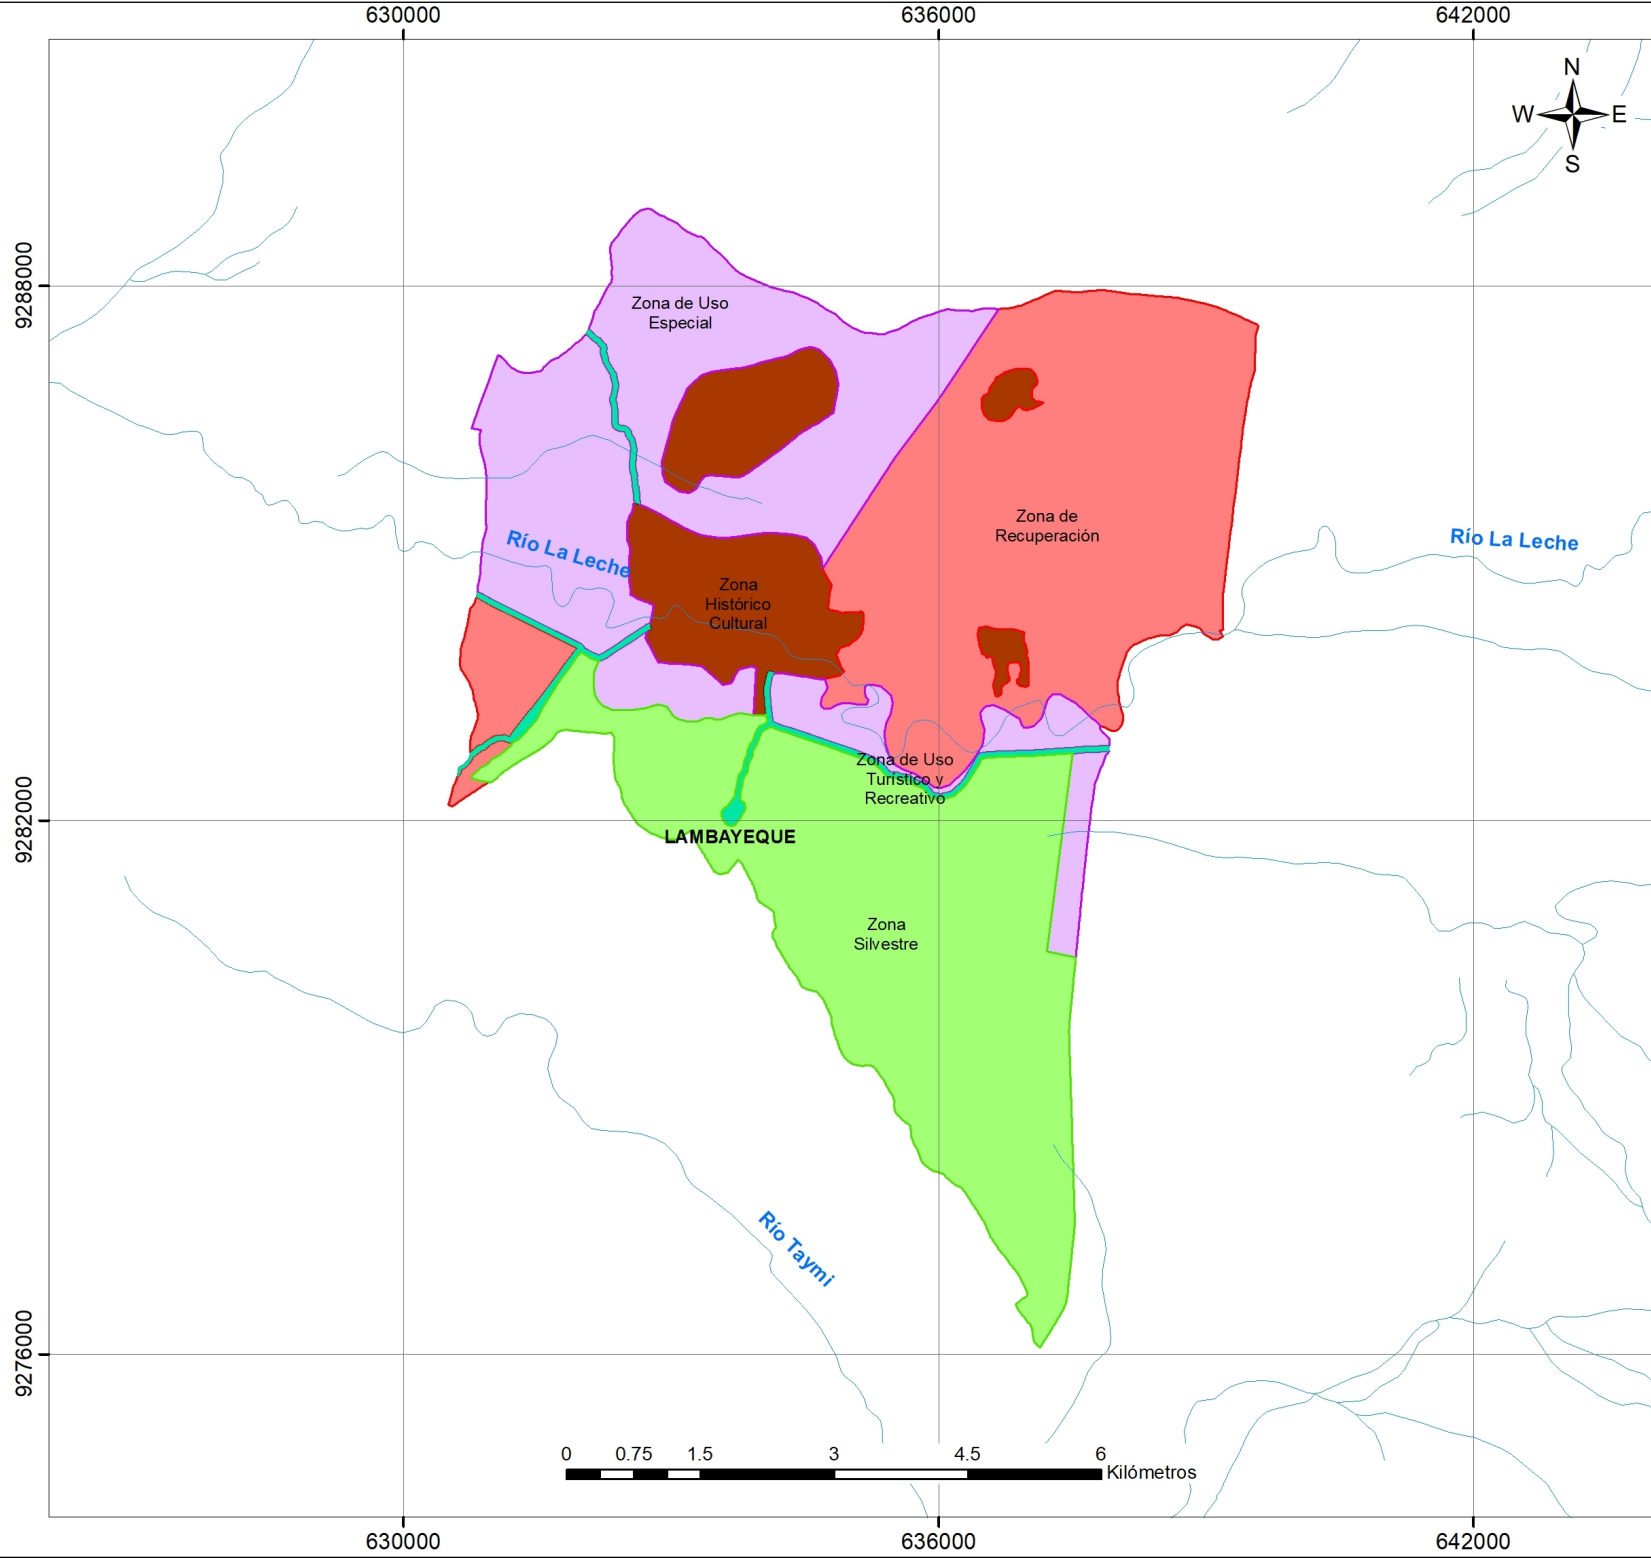 630000
636000
642000
N
W
E
S
9288000
Zona de Uso
Especial
Zona de
Recuperación
Río La Leche
Río La Leche
Zona
Histórico
Cultural
Zona de Uso
Turístico y
Recreativo
9282000
LAMBAYEQUE
Zona
Silvestre
Río Taymi
9276000
0 0.75 1.5 3 4.5 6
Kilómetros
630000
636000
642000